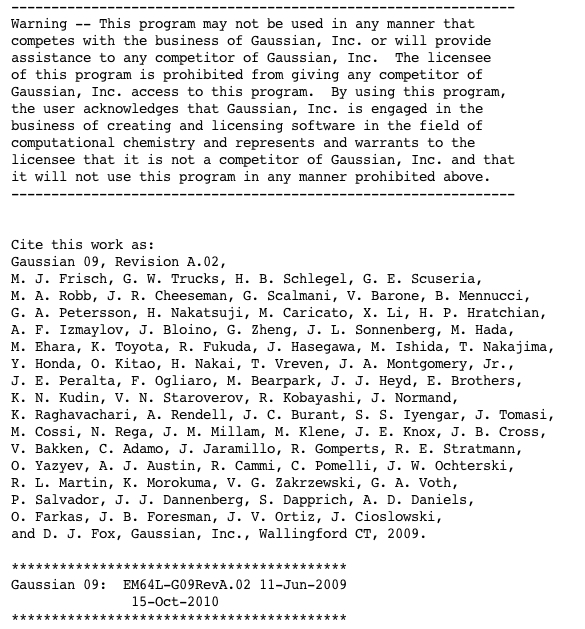 ---------------------------------------------------------------
Warning -- This program may not be used in any manner that
competes with the business of Gaussian, Inc. or will provide
assistance to any competitor of Gaussian, Inc.  The licensee
of this program is prohibited from giving any competitor of
Gaussian, Inc. access to this program.  By using this program,
the user acknowledges that Gaussian, Inc. is engaged in the
business of creating and licensing software in the field of
computational chemistry and represents and warrants to the
licensee that it is not a competitor of Gaussian, Inc. and that
it will not use this program in any manner prohibited above.
---------------------------------------------------------------
Cite this work as:
Gaussian 09, Revision A.02,
M. J. Frisch, G. W. Trucks, H. B. Schlegel, G. E. Scuseria,
M. A. Robb, J. R. Cheeseman, G. Scalmani, V. Barone, B. Mennucci,
G. A. Petersson, H. Nakatsuji, M. Caricato, X. Li, H. P. Hratchian,
A. F. Izmaylov, J. Bloino, G. Zheng, J. L. Sonnenberg, M. Hada,
M. Ehara, K. Toyota, R. Fukuda, J. Hasegawa, M. Ishida, T. Nakajima,
Y. Honda, O. Kitao, H. Nakai, T. Vreven, J. A. Montgomery, Jr.,
J. E. Peralta, F. Ogliaro, M. Bearpark, J. J. Heyd, E. Brothers,
K. N. Kudin, V. N. Staroverov, R. Kobayashi, J. Normand,
K. Raghavachari, A. Rendell, J. C. Burant, S. S. Iyengar, J. Tomasi,
M. Cossi, N. Rega, J. M. Millam, M. Klene, J. E. Knox, J. B. Cross,
V. Bakken, C. Adamo, J. Jaramillo, R. Gomperts, R. E. Stratmann,
O. Yazyev, A. J. Austin, R. Cammi, C. Pomelli, J. W. Ochterski,
R. L. Martin, K. Morokuma, V. G. Zakrzewski, G. A. Voth,
P. Salvador, J. J. Dannenberg, S. Dapprich, A. D. Daniels,
O. Farkas, J. B. Foresman, J. V. Ortiz, J. Cioslowski,
and D. J. Fox, Gaussian, Inc., Wallingford CT, 2009.
******************************************
Gaussian 09:  EM64L-G09RevA.02 11-Jun-2009
15-Oct-2010
******************************************